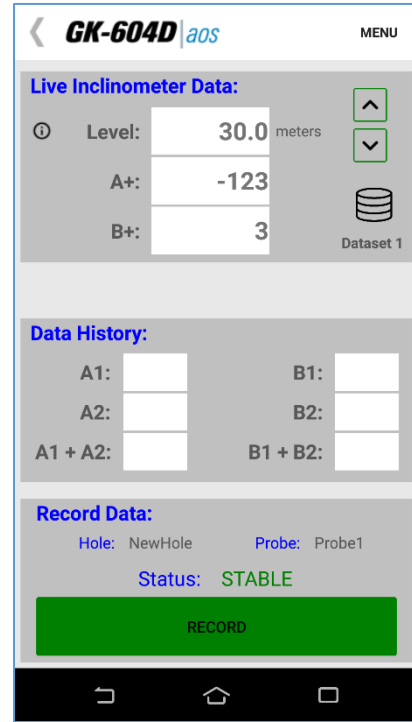 GK-604D|aos MENU
Live Inclinometer Data:
Level: 30.0 meters
A+: -123
B+: 3
Dataset 1
Data History:
A1: B1:
A2: B2:
A1 + A2: B1 + B2:
Record Data:
Hole: NewHole Probe: Probe1
Status: STABLE
RECORD